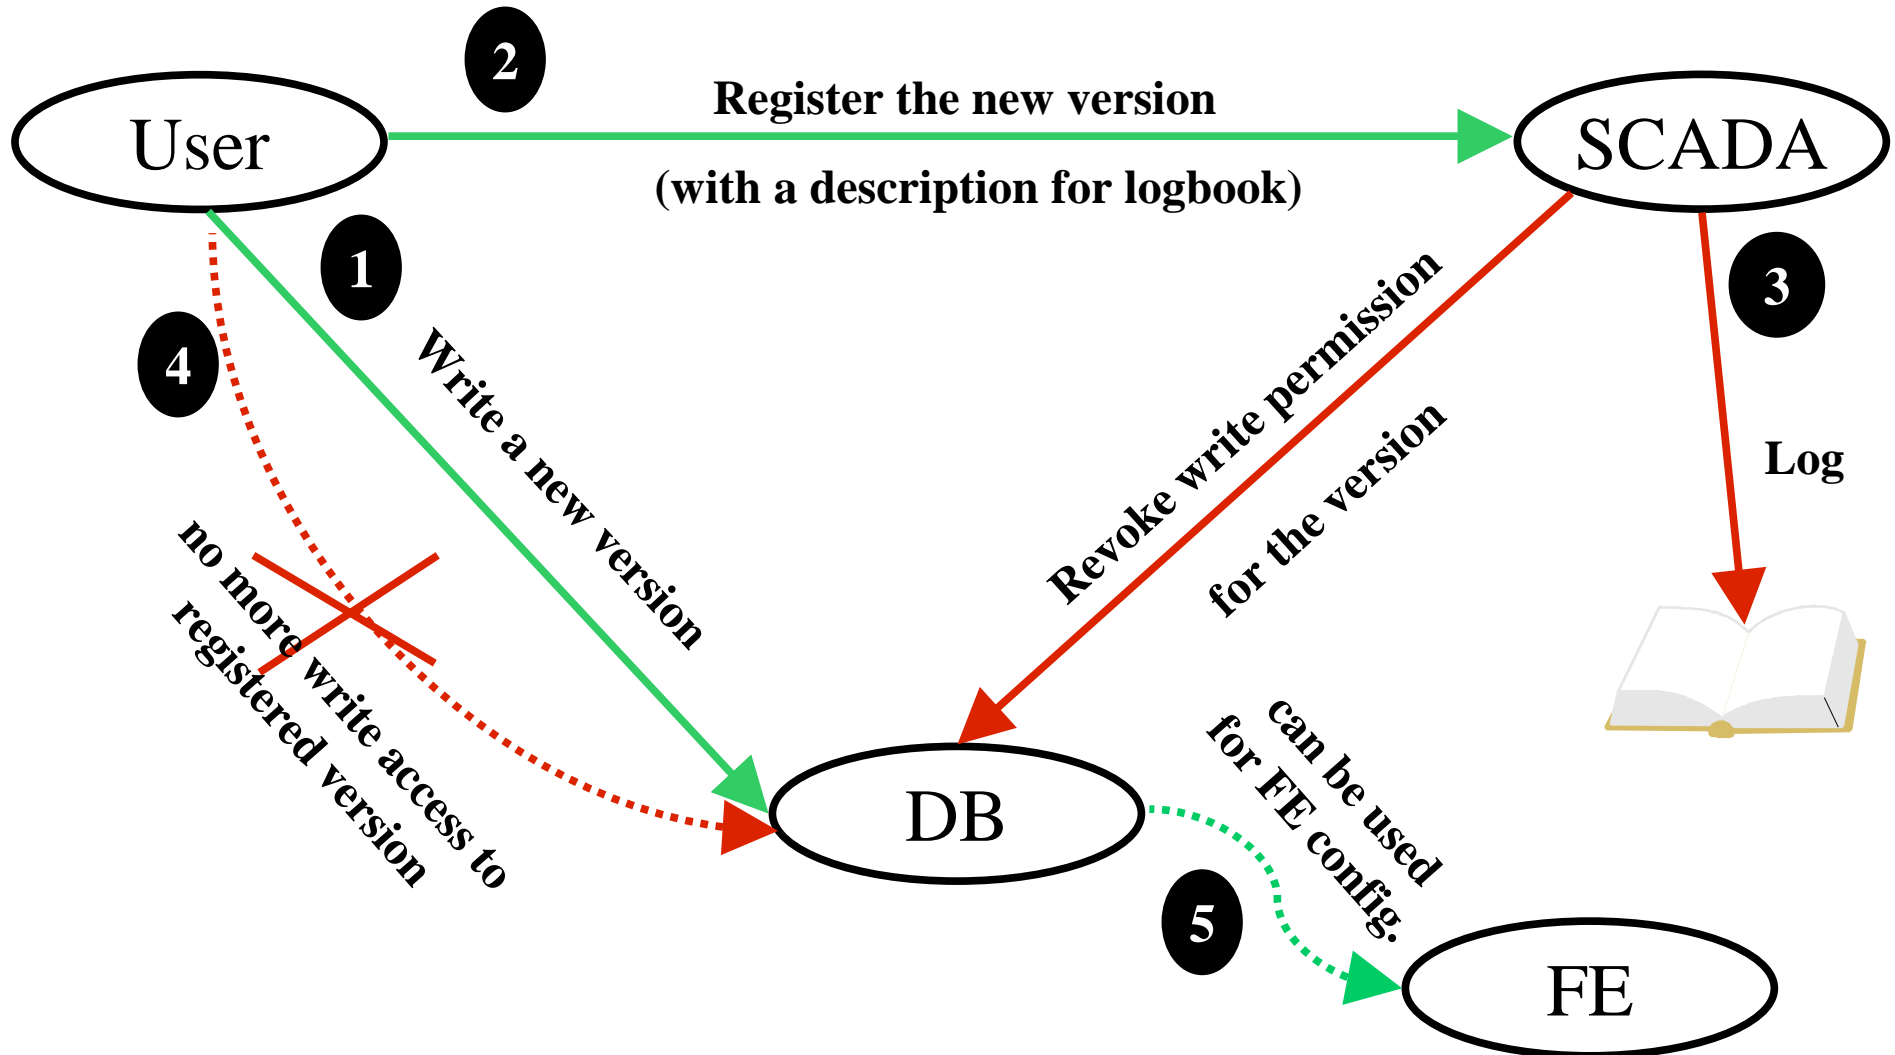 2
Register the new version
User
SCADA
(with a description for logbook)
1
3
4
Write a new version
Revoke write permission
for the version
Log
no more write access to
registered version
can be used
for FE config.
DB
5
FE